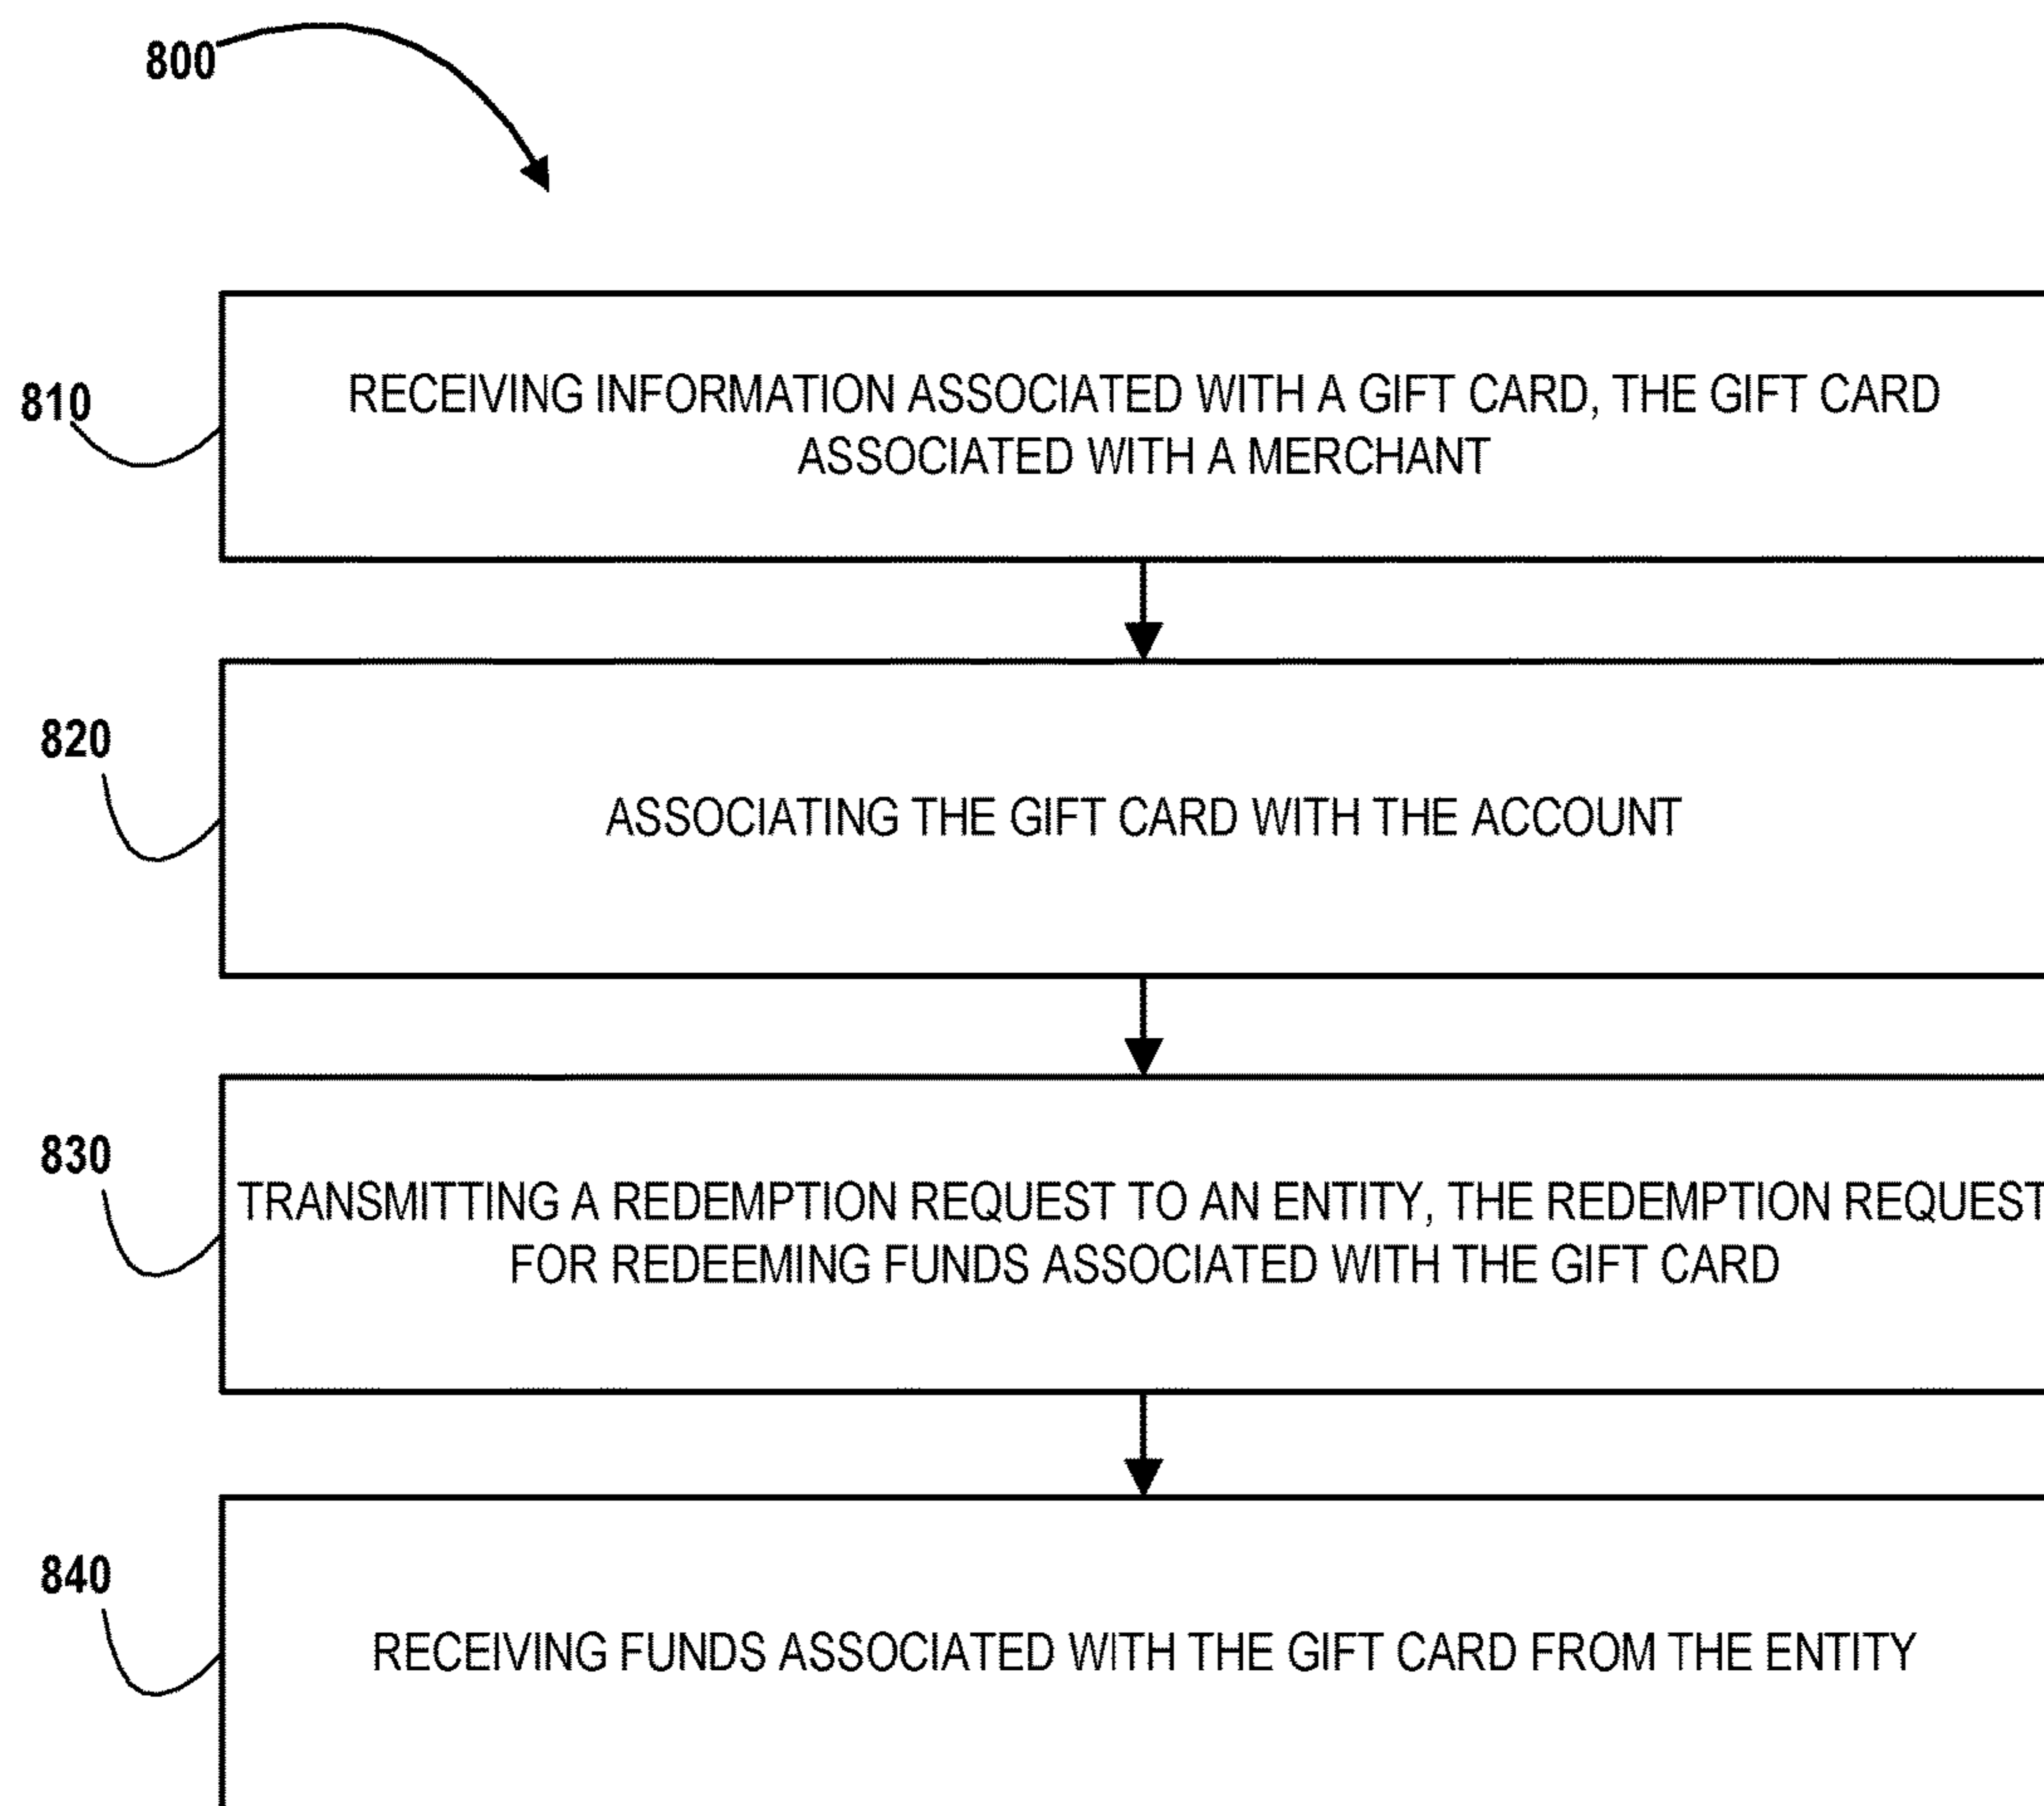 800
810
RECEIVING INFORMATION ASSOCIATED WITH A GIFT CARD, THE GIFT CARD
ASSOCIATED WITH A MERCHANT
820
ASSOCIATING THE GIFT CARD WITH THE ACCOUNT
830
TRANSMITTING A REDEMPTION REQUEST TO AN ENTITY, THE REDEMPTION REQUEST
FOR REDEEMING FUNDS ASSOCIATED WITH THE GIFT CARD
840
RECEIVING FUNDS ASSOCIATED WITH THE GIFT CARD FROM THE ENTITY